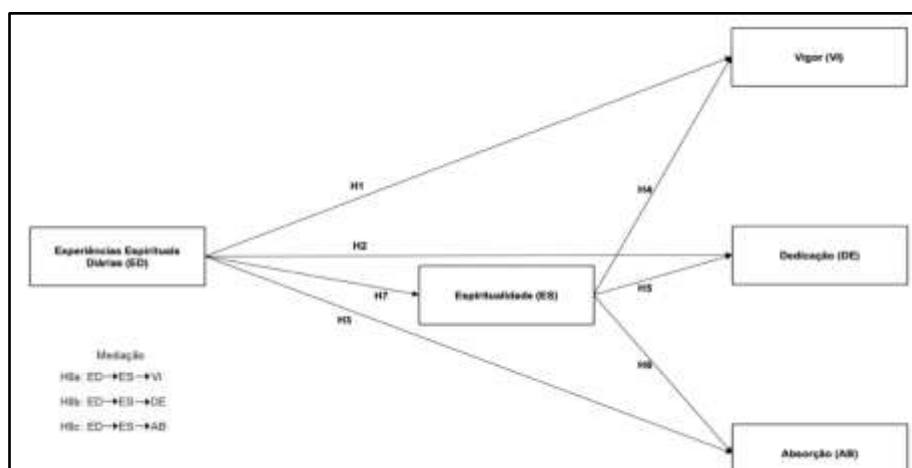 Vigor (VI)
H1
H4
Experiências Espirituais
Diárias (ED)
H2
Dedicação (DE)
H7
Espiritualidade (ES)
H5
H3
H6
Mediação
H8a: ED→ES→VI
H8b: ED→ES→DE
H8c: ED→ES→AB
Absorção (AB)